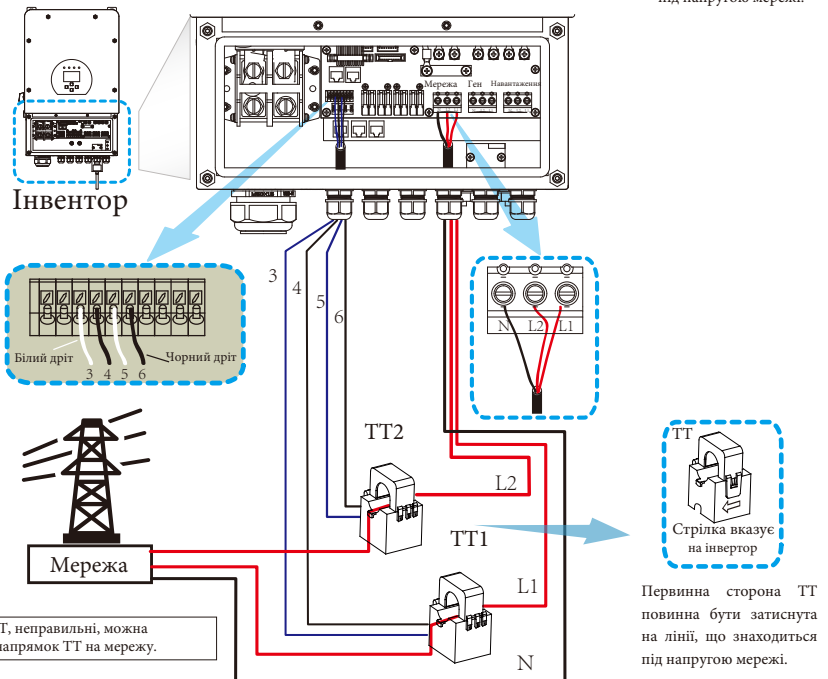 під напругою мережі.
Мережа
Ген
Навантаження
Інвентор
3
4
5
6
Білий дріт
Чорний дріт
3 4 5 6
N L2 L1
ТТ2
L2
ТТ
Стрілка вказує
на інвертор
ТТ1
Мережа
L1
Первинна сторона ТТ
повинна бути затиснута
на лінії, що знаходиться
під напругою мережі.
Т, неправильні, можна
напрямок ТТ на мережу.
N